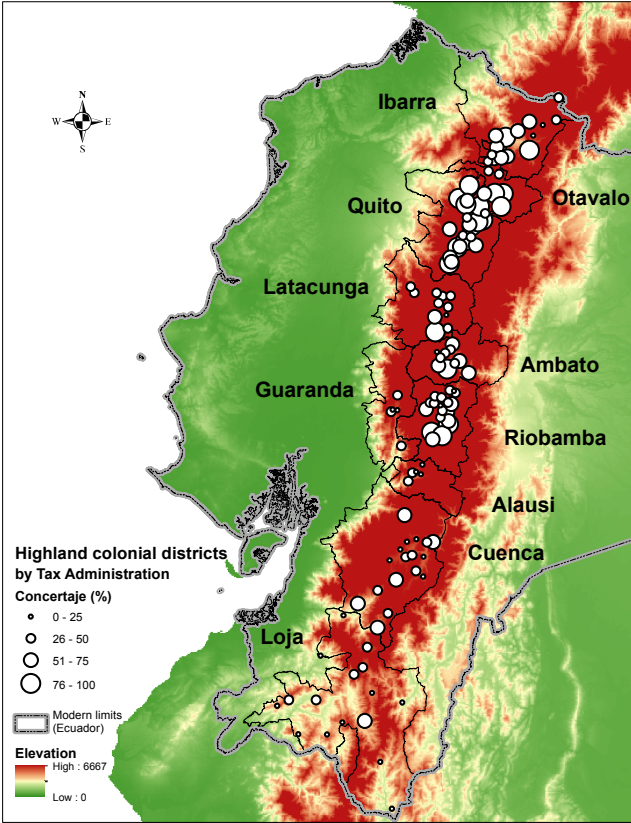 Ibarra
N
W E
S
Otavalo
Quito
Latacunga
Ambato
Guaranda
Riobamba
Alausi
Cuenca
Loja
Highland colonial districts
by Tax Administration
Concertaje (%)
0 - 25
26 - 50
51 - 75
76 - 100
Modern limits
(Ecuador)
Elevation
High : 6667
Low : 0